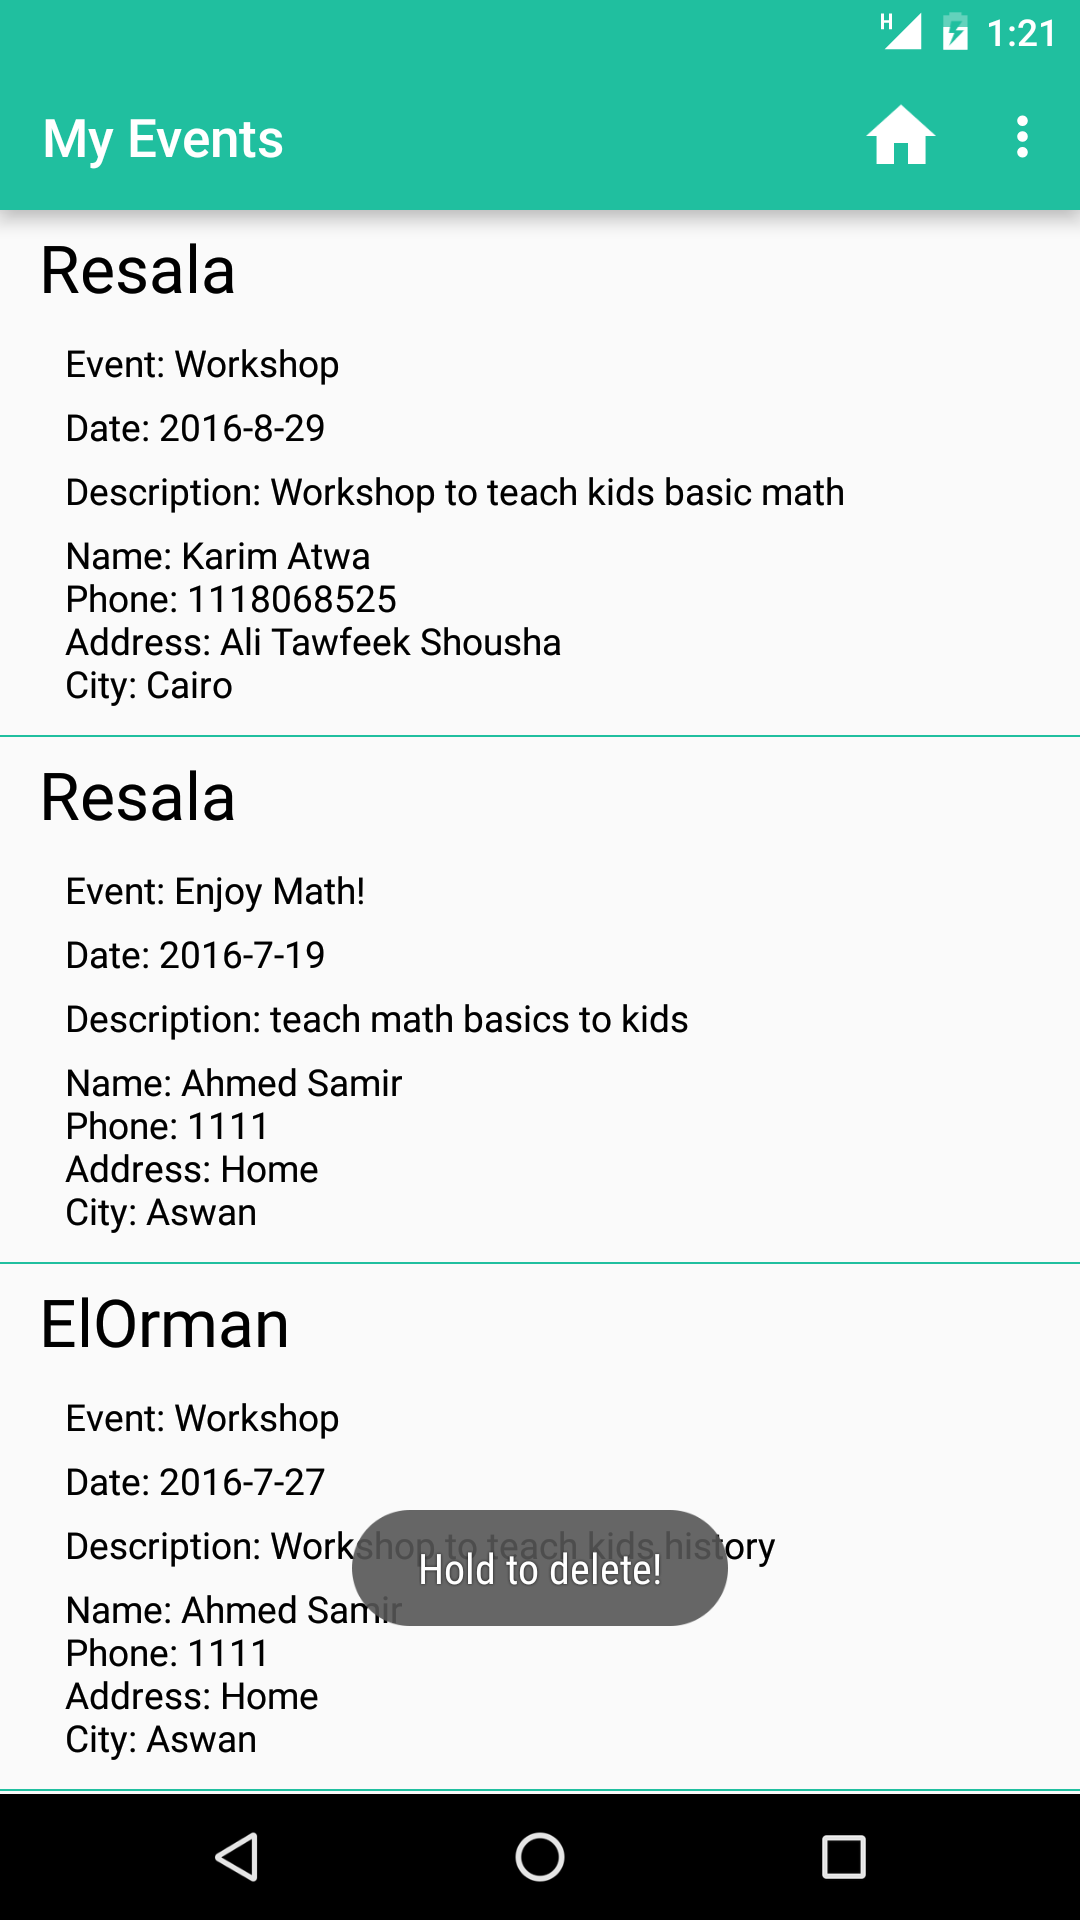 H 1:21
My Events
Resala
Event: Workshop
Date: 2016-8-29
Description: Workshop to teach kids basic math
Name: Karim Atwa
Phone: 1118068525
Address: Ali Tawfeek Shousha
City: Cairo
Resala
Event: Enjoy Math!
Date: 2016-7-19
Description: teach math basics to kids
Name: Ahmed Samir
Phone: 1111
Address: Home
City: Aswan
ElOrman
Event: Workshop
Date: 2016-7-27
Description: Workshop to teach kids history
Hold to delete!
Name: Ahmed Samir
Phone: 1111
Address: Home
City: Aswan